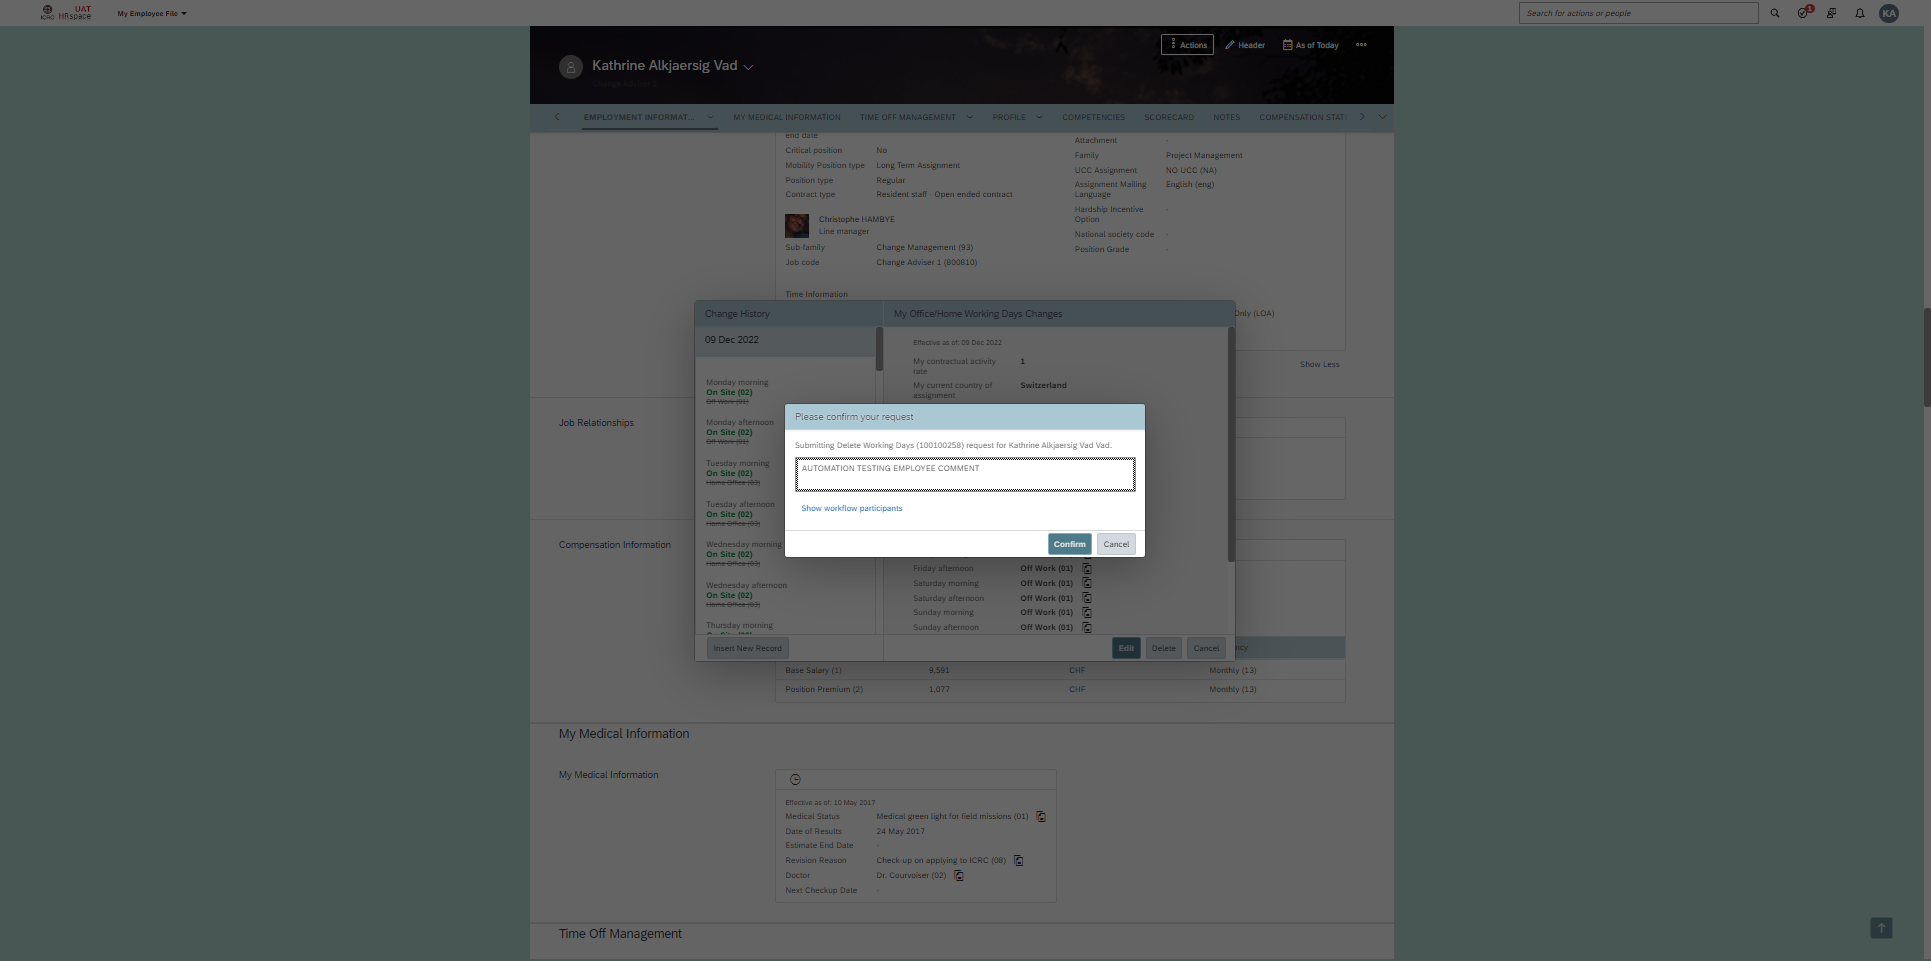 ICRC
UAT
HRspace
My Employee File
Search for actions or people
1
KA
Actions
Header
As of Today
Kathrine Alkjaersig Vad
Change Adviser 1
EMPLOYMENT INFORMAT...
MY MEDICAL INFORMATION
TIME OFF MANAGEMENT
PROFILE
COMPETENCIES
SCORECARD
NOTES
COMPENSATION STAT
end date
Critical position No
Mobility Position type Long Term Assignment
Position type Regular
Contract type Resident staff - Open ended contract
Christophe HAMBYE
Line manager
Sub-family Change Management (93)
Job code Change Adviser 1 (800810)
Time Information
Attachment -
Family Project Management
UCC Assignment NO UCC (NA)
Assignment Mailing English (eng)
Language
Hardship Incentive -
Option
National society code -
Position Grade -
Only (LOA)
Show Less
Job Relationships
Compensation Information
Change History
09 Dec 2022
Monday morning
On Site (02)
Off Work (01)
Monday afternoon
On Site (02)
Off Work (01)
Tuesday morning
On Site (02)
Home Office (03)
Tuesday afternoon
On Site (02)
Home Office (03)
Wednesday morning
On Site (02)
Home Office (03)
Wednesday afternoon
On Site (02)
Home Office (03)
Thursday morning
On Site (02)
Insert New Record
My Office/Home Working Days Changes
Effective as of: 09 Dec 2022
My contractual activity 1
rate
My current country of Switzerland
assignment
Please confirm your request
Submitting Delete Working Days (100100258) request for Kathrine Alkjaersig Vad Vad.
AUTOMATION TESTING EMPLOYEE COMMENT
Show workflow participants
Confirm
Cancel
Friday afternoon Off Work (01)
Saturday morning Off Work (01)
Saturday afternoon Off Work (01)
Sunday morning Off Work (01)
Sunday afternoon Off Work (01)
Edit
Delete
Cancel
ncy
Base Salary (1) 9,591 CHF Monthly (13)
Position Premium (2) 1,077 CHF Monthly (13)
My Medical Information
My Medical Information
Effective as of: 10 May 2017
Medical Status Medical green light for field missions (01)
Date of Results 24 May 2017
Estimate End Date -
Revision Reason Check-up on applying to ICRC (08)
Doctor Dr. Courvoiser (02)
Next Checkup Date -
Time Off Management